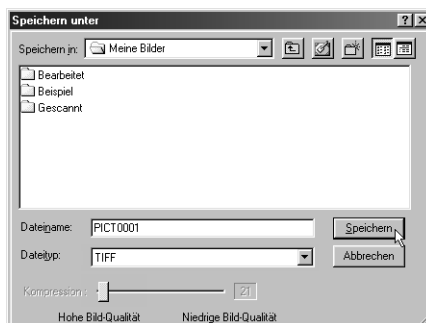 Speichern unter
Speichern in: Meine Bilder
Bearbeitet
Beispiel
Gescannt
Dateiname: PICT0001 Speichern
Dateityp: TIFF Abbrechen
Kompression: 21
Hohe Bild-Qualität Niedrige Bild-Qualität